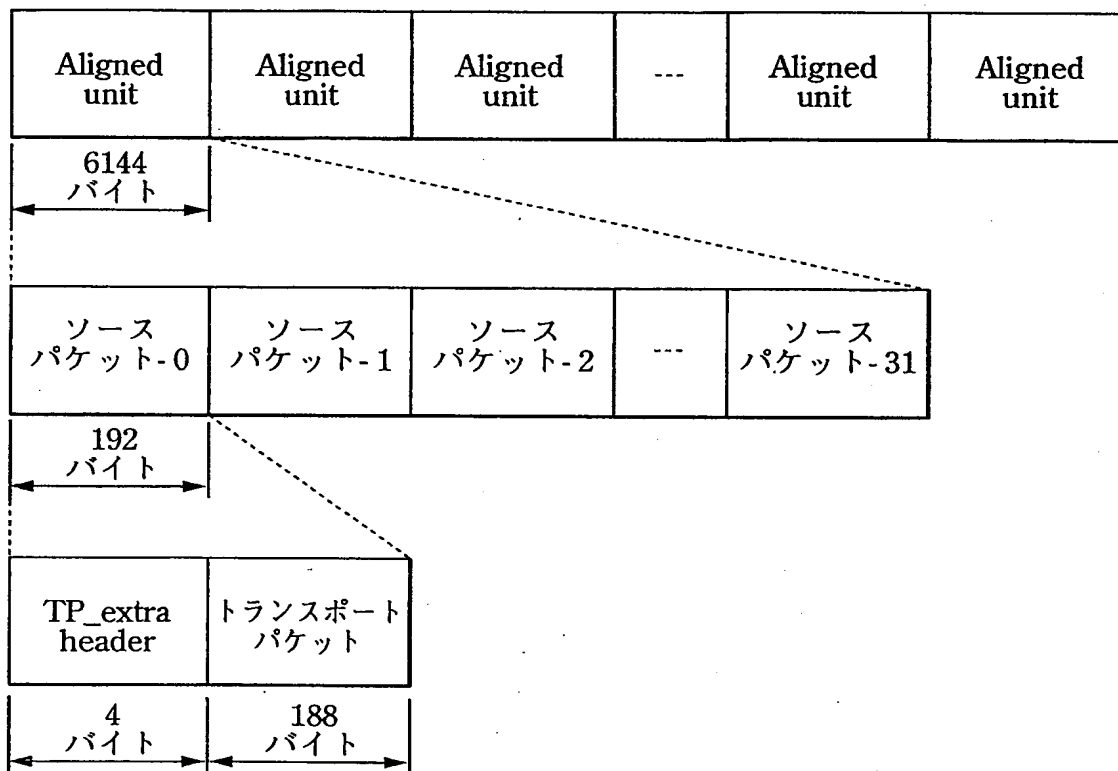 Aligned unit
Aligned unit
Aligned unit
---
Aligned unit
Aligned unit
6144
バイト
ソース
パケット-0
ソース
パケット-1
ソース
パケット-2
---
ソース
パケット-31
192
バイト
TP_extra
header
トランスポート
パケット
4
バイト
188
バイト